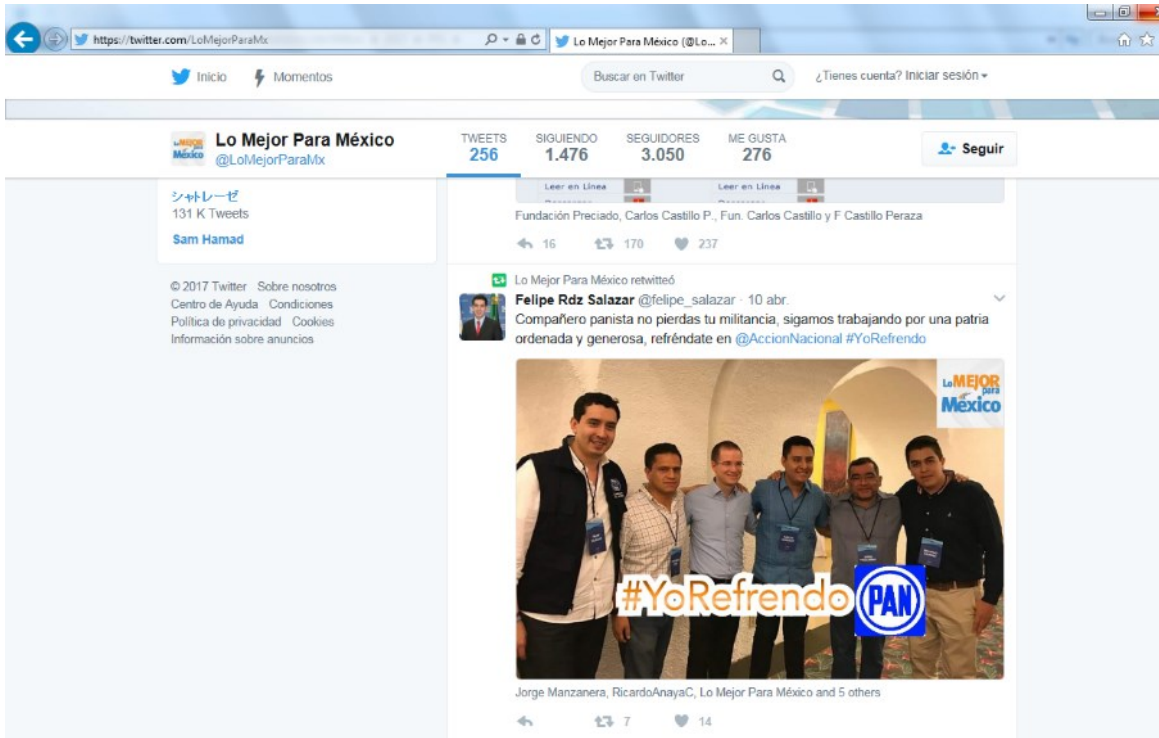 https://twitter.com/LoMejorParaMx
Lo Mejor Para México (@Lo...
Inicio
Momentos
Buscar en Twitter
¿Tienes cuenta? Iniciar sesión
Lo MEJOR para México
Lo Mejor Para México
@LoMejorParaMx
TWEETS
256
SIGUIENDO
1.476
SEGUIDORES
3.050
ME GUSTA
276
Seguir
シャトレーゼ
131 K Tweets
Sam Hamad
© 2017 Twitter Sobre nosotros
Centro de Ayuda Condiciones
Política de privacidad Cookies
Información sobre anuncios
Leer en Línea
Leer en Línea
Fundación Preciado, Carlos Castillo P., Fun. Carlos Castillo y F Castillo Peraza
16 170 237
Lo Mejor Para México retwitteó
Felipe Rdz Salazar @felipe_salazar · 10 abr.
Compañero panista no pierdas tu militancia, sigamos trabajando por una patria
ordenada y generosa, refréndate en @AccionNacional #YoRefrendo
Lo MEJOR
para
México
#YoRefrendo
PAN
Jorge Manzanera, RicardoAnayaC, Lo Mejor Para México and 5 others
7 14